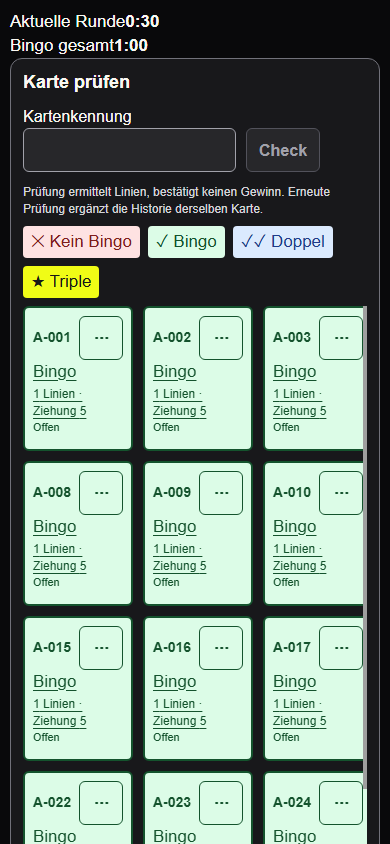 Aktuelle Runde0:30
Bingo gesamt1:00
Karte prüfen
Kartenkennung
Check
Prüfung ermittelt Linien, bestätigt keinen Gewinn. Erneute
Prüfung ergänzt die Historie derselben Karte.
✕ Kein Bingo ✓ Bingo ✓✓ Doppel
★ Triple
A-001 ··· A-002 ··· A-003 ···
Bingo Bingo Bingo
1 Linien · 1 Linien · 1 Linien ·
Ziehung 5 Ziehung 5 Ziehung 5
Offen Offen Offen
A-008 ··· A-009 ··· A-010 ···
Bingo Bingo Bingo
1 Linien · 1 Linien · 1 Linien ·
Ziehung 5 Ziehung 5 Ziehung 5
Offen Offen Offen
A-015 ··· A-016 ··· A-017 ···
Bingo Bingo Bingo
1 Linien · 1 Linien · 1 Linien ·
Ziehung 5 Ziehung 5 Ziehung 5
Offen Offen Offen
A-022 ··· A-023 ··· A-024 ···
Bingo Bingo Bingo